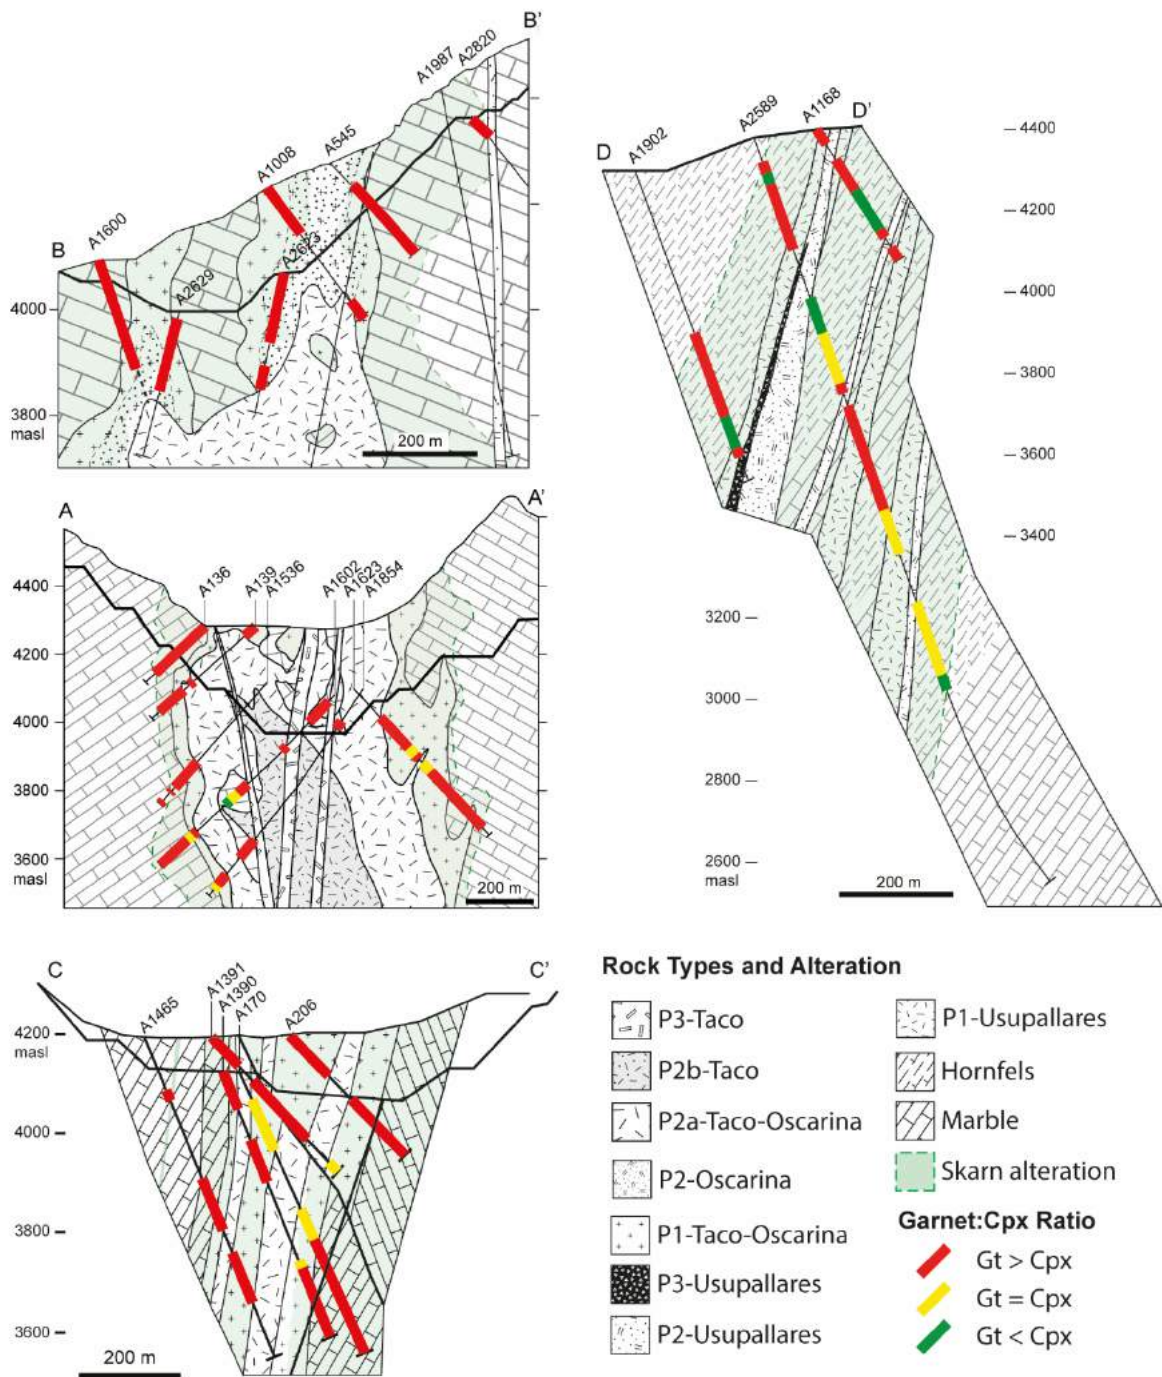 B
B'
A1600
A2629
A1008
A2623
A545
A1987
A2820
4000
3800
masl
200 m
D
D'
A1902
A2589
A1168
4400
4200
4000
3800
3600
3400
3200
3000
2800
2600
masl
200 m
A
A'
A136
A139
A1536
A1602
A1623
A1854
4400
4200
4000
3800
3600
masl
200 m
C
C'
A1465
A1391
A1390
A170
A206
4200
masl
4000
3800
3600
200 m
Rock Types and Alteration
P3-Taco
P2b-Taco
P2a-Taco-Oscarina
P2-Oscarina
P1-Taco-Oscarina
P3-Usupallares
P2-Usupallares
P1-Usupallares
Hornfels
Marble
Skarn alteration
Garnet:Cpx Ratio
Gt > Cpx
Gt = Cpx
Gt < Cpx